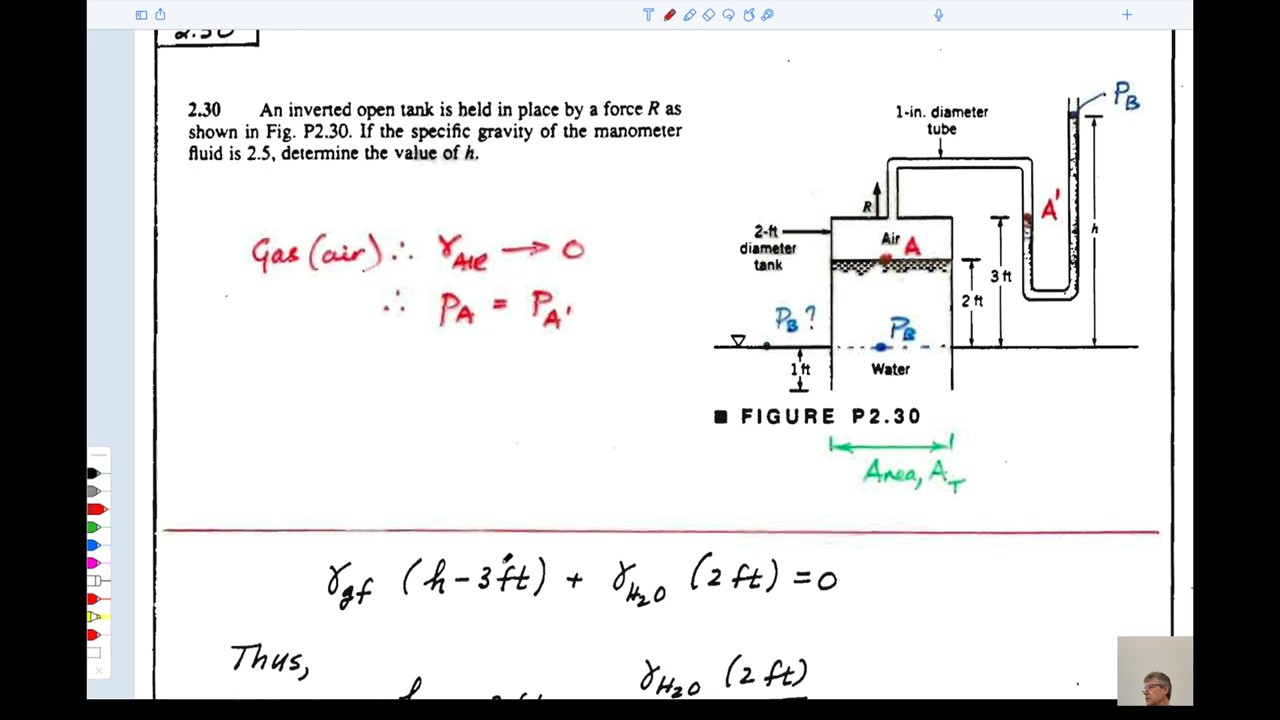 2.30
2.30 An inverted open tank is held in place by a force R as
shown in Fig. P2.30. If the specific gravity of the manometer
fluid is 2.5, determine the value of h.
Gas (air) ∴ γAIR → 0
∴ PA = PA'
PB
1-in. diameter
tube
A'
R
2-ft
diameter
tank
Air
A
h
3 ft
2 ft
PB?
PB
1 ft
Water
■ FIGURE P2.30
Area, AT
γgf (h - 3 ft) + γH2O (2 ft) = 0
Thus,
γH2O (2 ft)